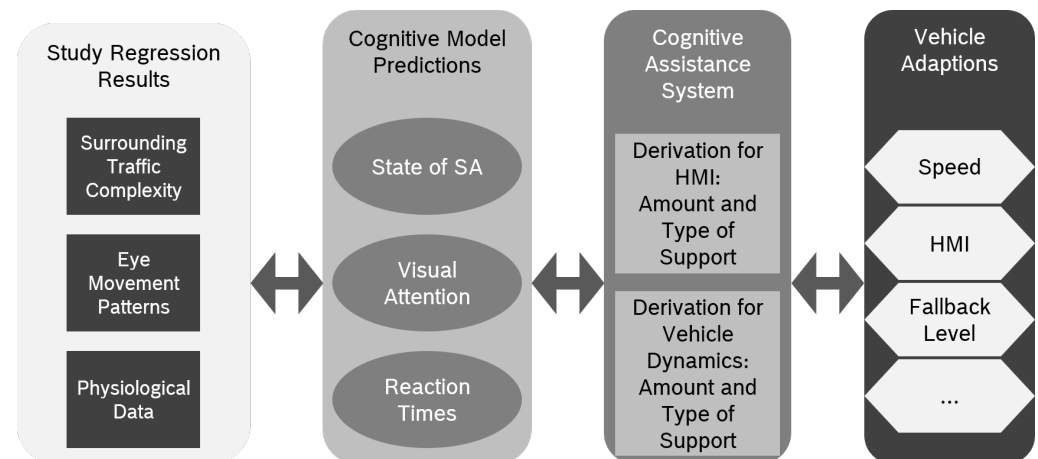 Study Regression
Results
Surrounding
Traffic
Complexity
Eye
Movement
Patterns
Physiological
Data
Cognitive Model
Predictions
State of SA
Visual
Attention
Reaction
Times
Cognitive
Assistance
System
Derivation for
HMI:
Amount and
Type of
Support
Derivation for
Vehicle
Dynamics:
Amount and
Type of
Support
Vehicle
Adaptions
Speed
HMI
Fallback
Level
...